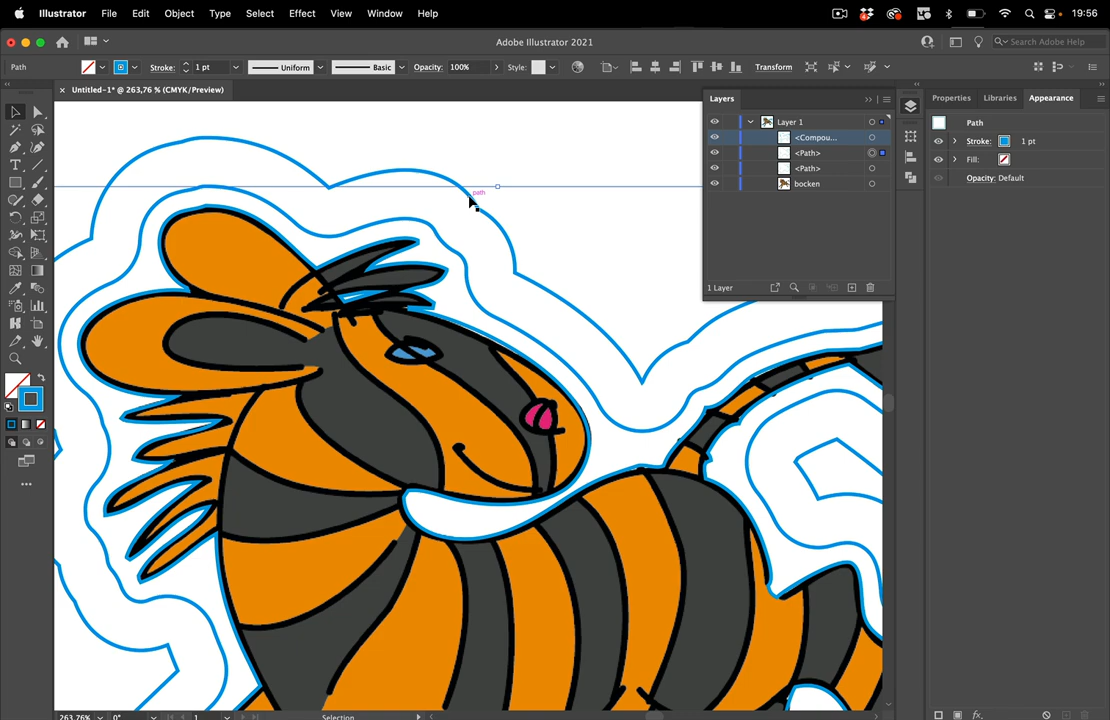 Illustrator File Edit Object Type Select Effect View Window Help 4 19:56
Adobe Illustrator 2021 Search Adobe Help
Path Stroke: 1 pt Uniform Basic Opacity: 100% Style: Transform
× Untitled-1* @ 263,76 % (CMYK/Preview)
Layers
Layer 1
<Compou...
<Path>
<Path>
bocken
1 Layer
Properties Libraries Appearance
Path
Stroke: 1 pt
Fill:
Opacity: Default
path
263,76% 0° 1 Selection